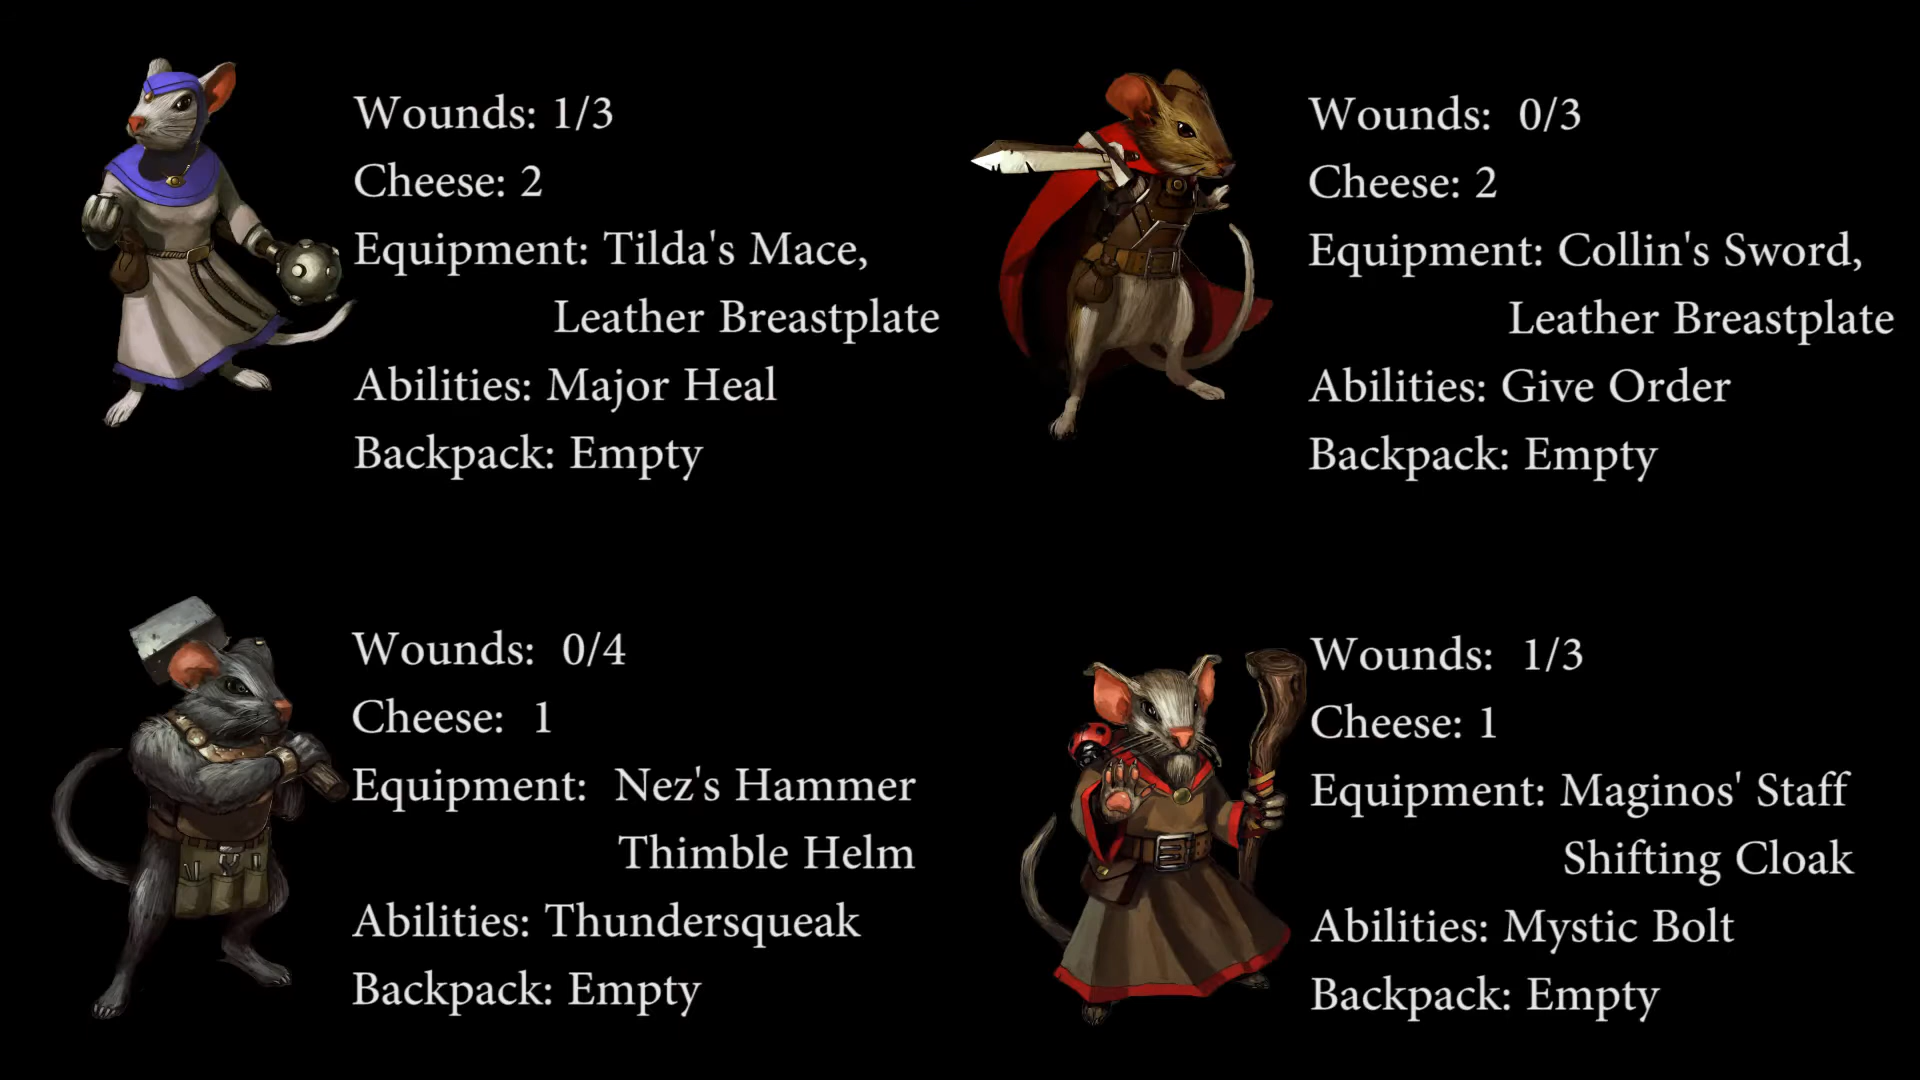 Wounds: 1/3
Cheese: 2
Equipment: Tilda's Mace,
Leather Breastplate
Abilities: Major Heal
Backpack: Empty
Wounds: 0/3
Cheese: 2
Equipment: Collin's Sword,
Leather Breastplate
Abilities: Give Order
Backpack: Empty
Wounds: 0/4
Cheese: 1
Equipment: Nez's Hammer
Thimble Helm
Abilities: Thundersqueak
Backpack: Empty
Wounds: 1/3
Cheese: 1
Equipment: Maginos' Staff
Shifting Cloak
Abilities: Mystic Bolt
Backpack: Empty